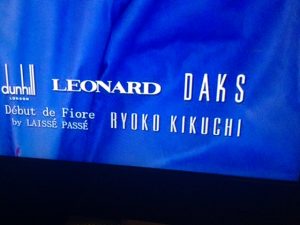 dunhill LEONARD DAKS
LONDON
Début de Fiore RYOKO KIKUCHI
by LAISSÉ PASSÉ